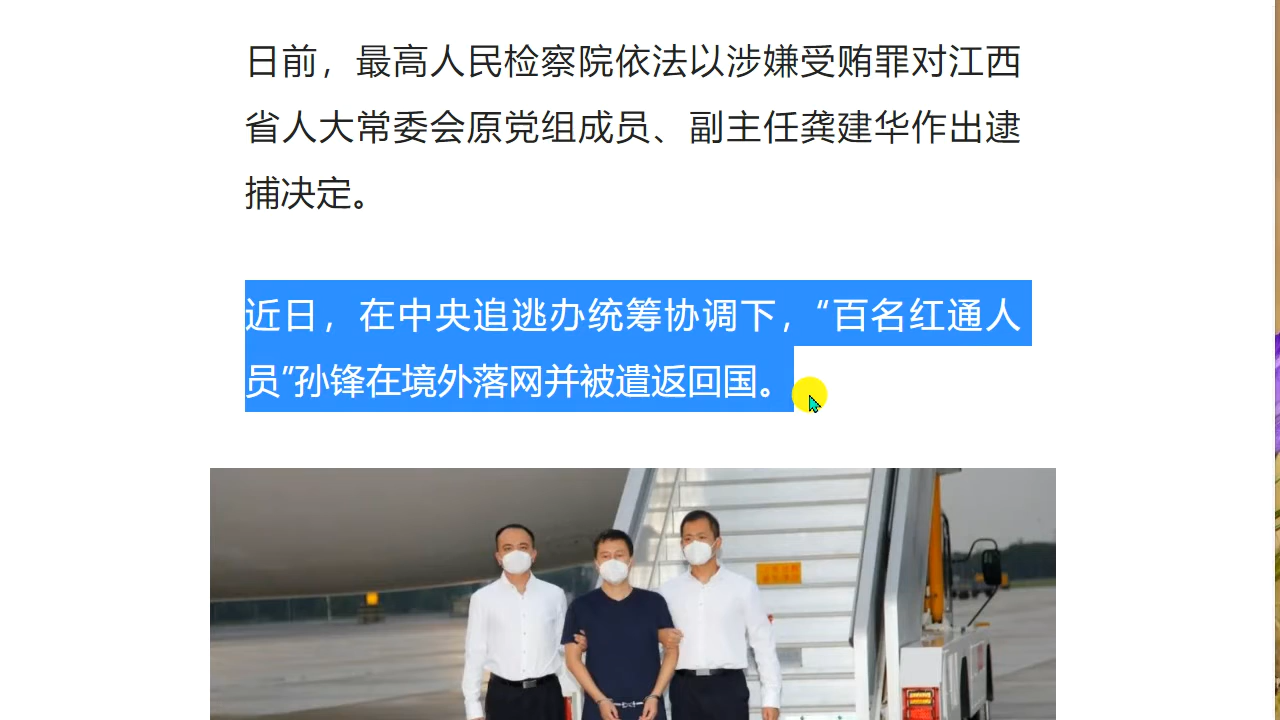 日前，最高人民检察院依法以涉嫌受贿罪对江西
省人大常委会原党组成员、副主任龚建华作出逮
捕决定。
近日，在中央追逃办统筹协调下，“百名红通人
员”孙锋在境外落网并被遣返回国。